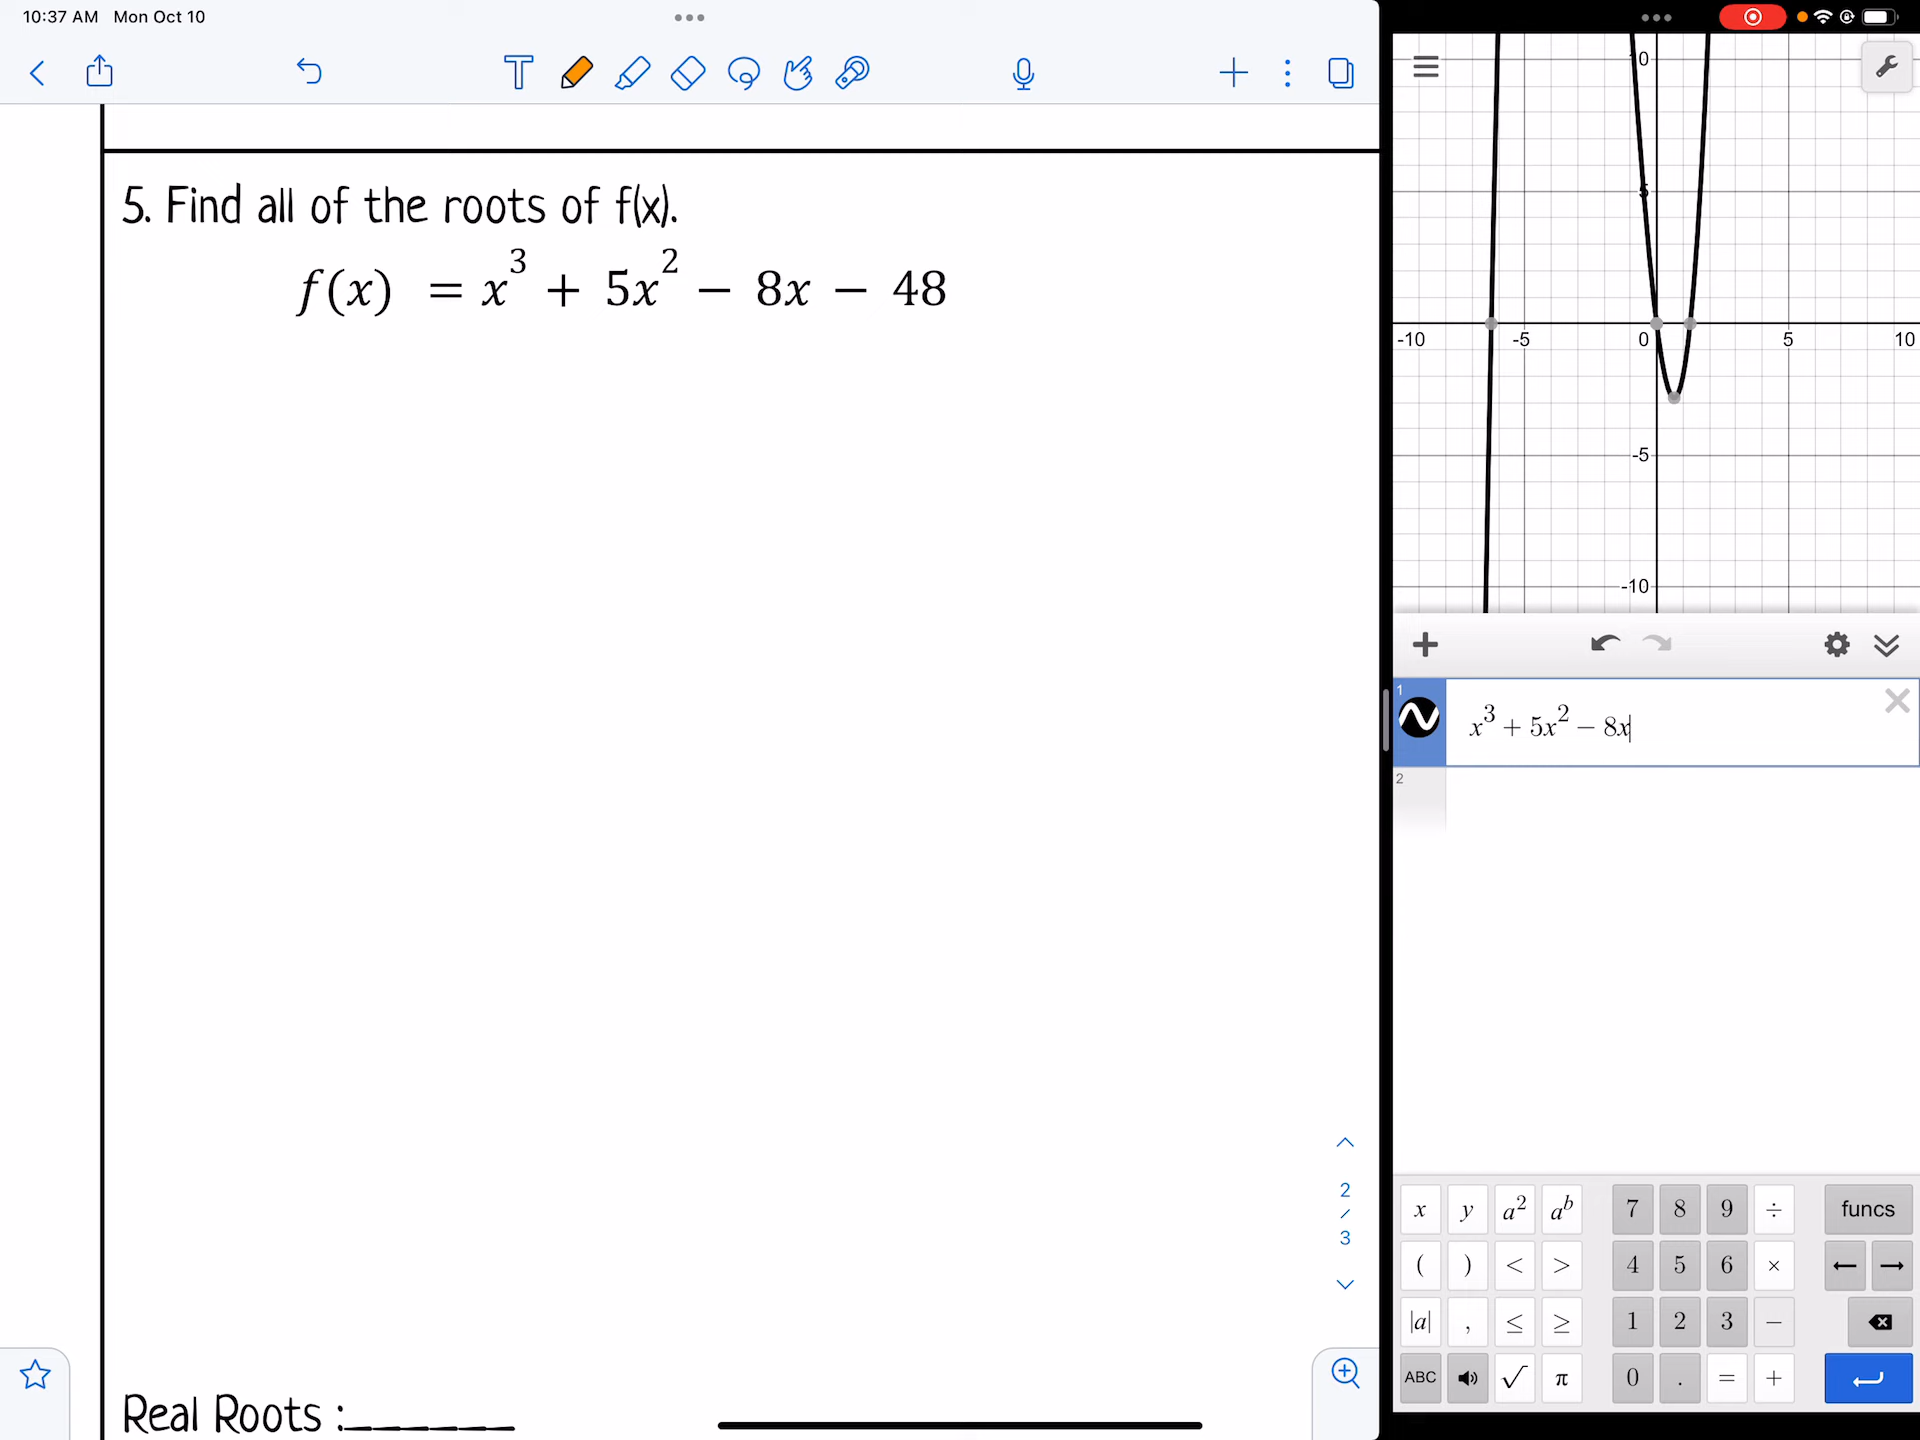 10:37 AM Mon Oct 10
5. Find all of the roots of f(x).
f(x) = x³ + 5x² − 8x − 48
2
/
3
Real Roots :______
10
5
-10 -5 0 5 10
-5
-10
1
x³ + 5x² − 8x
2
x y a² aᵇ 7 8 9 ÷ funcs
( ) < > 4 5 6 × ← →
|a| , ≤ ≥ 1 2 3 −
ABC √ π 0 . = +